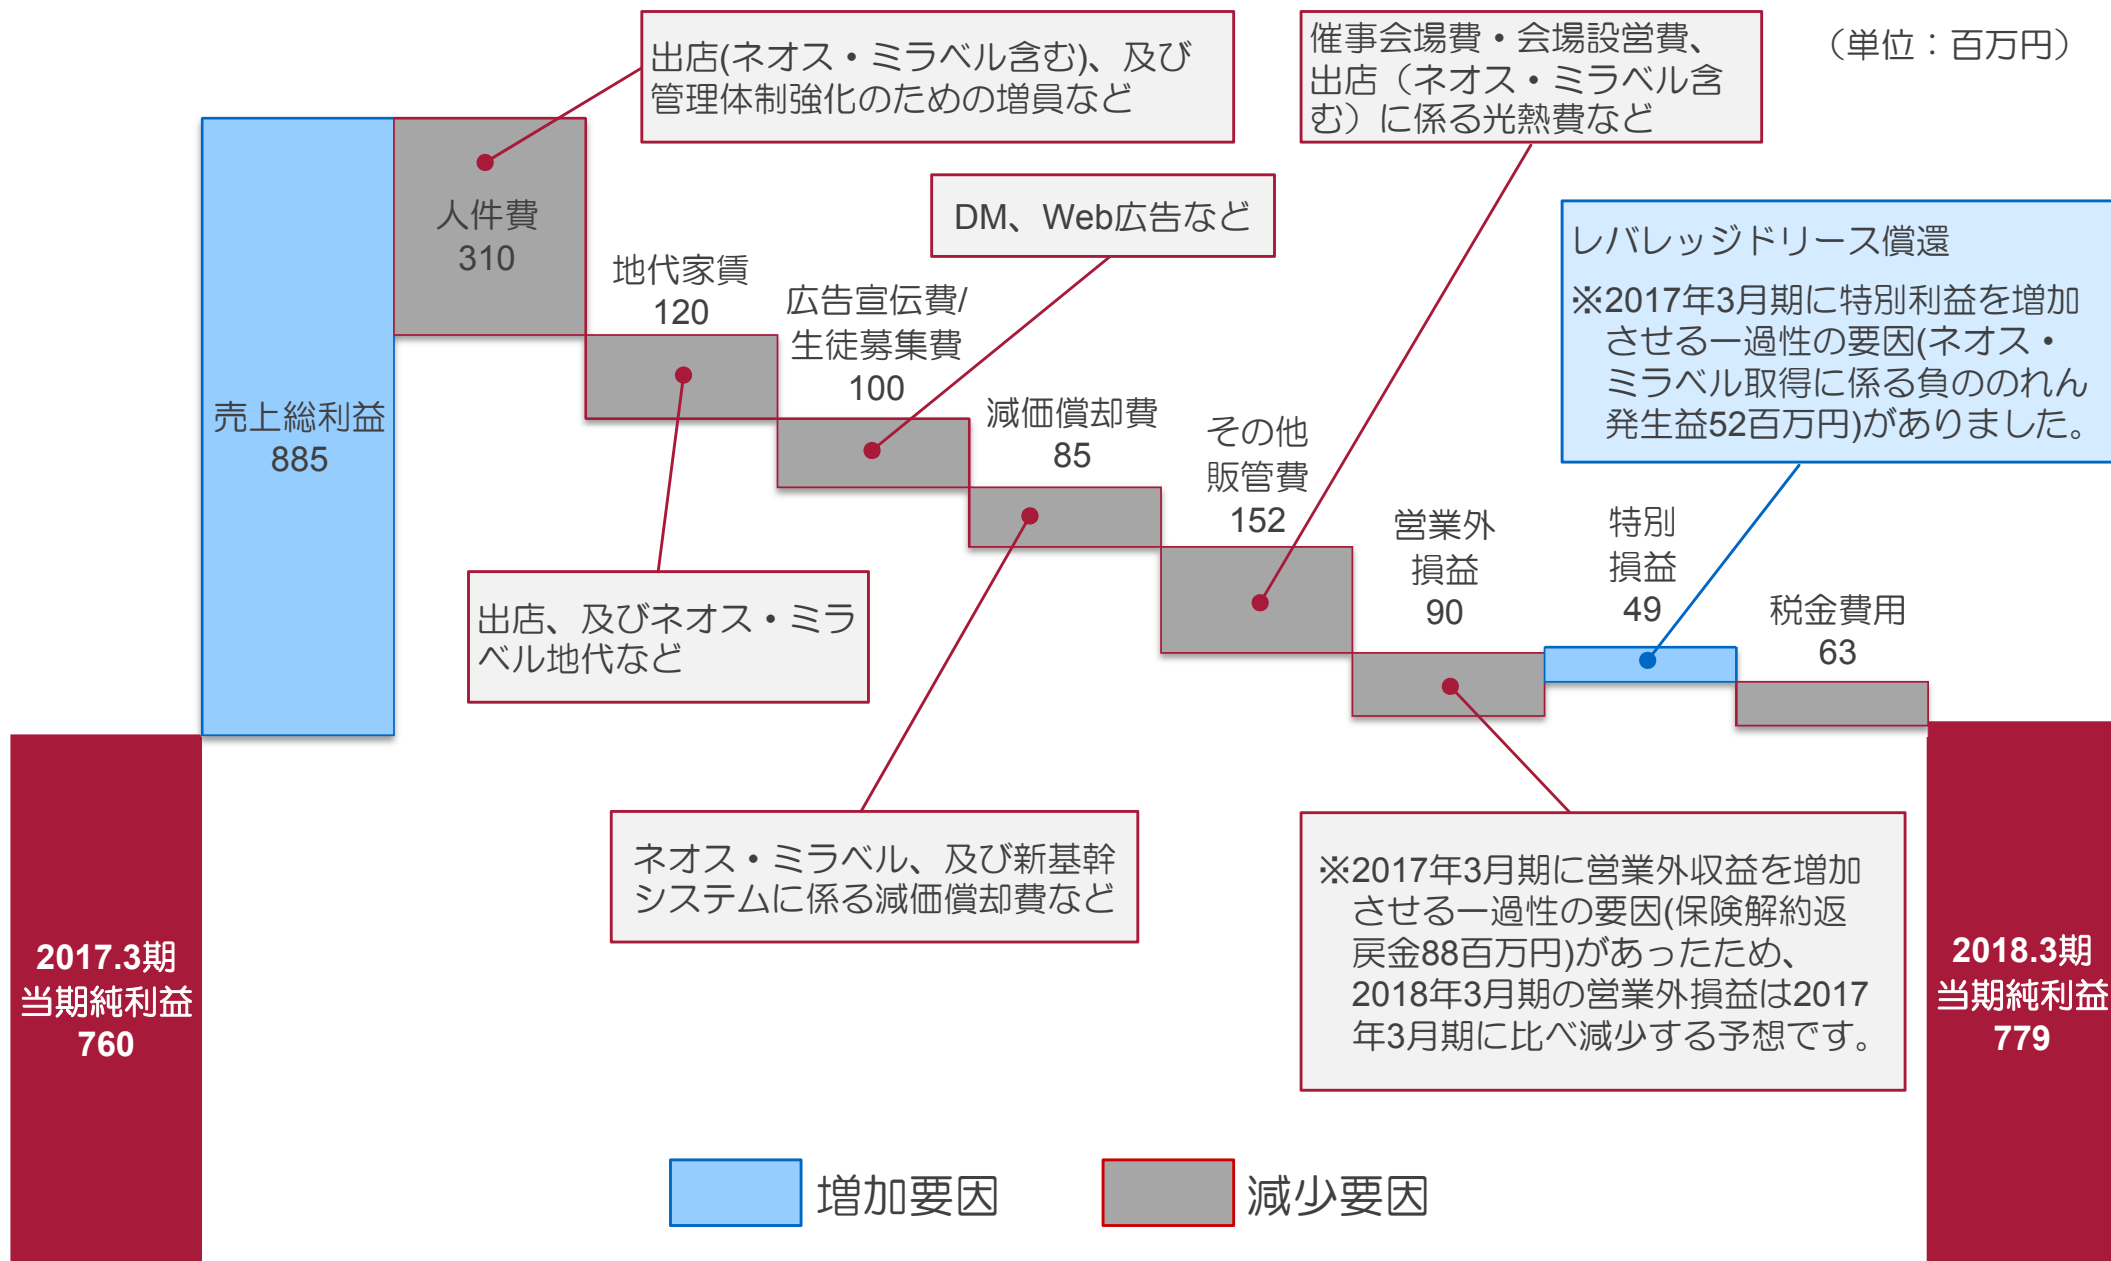 （単位：百万円）
出店(ネオス・ミラベル含む)、及び
管理体制強化のための増員など
催事会場費・会場設営費、
出店（ネオス・ミラベル含
む）に係る光熱費など
人件費
310
DM、Web広告など
地代家賃
120
広告宣伝費/
生徒募集費
100
レバレッジドリース償還
※2017年3月期に特別利益を増加
させる一過性の要因(ネオス・
ミラベル取得に係る負ののれん
発生益52百万円)がありました。
売上総利益
885
減価償却費
85
その他
販管費
152
営業外
損益
90
特別
損益
49
税金費用
63
出店、及びネオス・ミラ
ベル地代など
ネオス・ミラベル、及び新基幹
システムに係る減価償却費など
※2017年3月期に営業外収益を増加
させる一過性の要因(保険解約返
戻金88百万円)があったため、
2018年3月期の営業外損益は2017
年3月期に比べ減少する予想です。
2017.3期
当期純利益
760
2018.3期
当期純利益
779
増加要因
減少要因